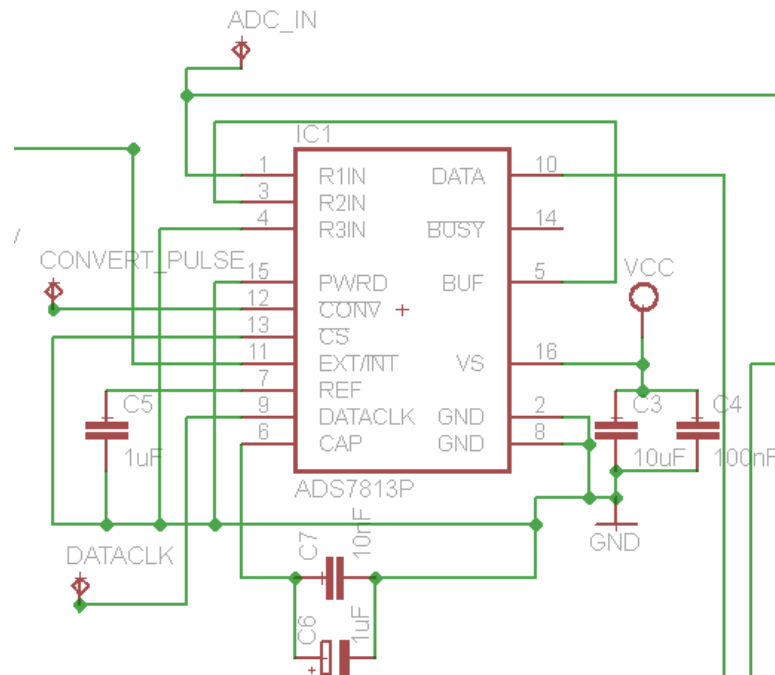 ADC_IN
IC1
1 R1IN DATA 10
3 R2IN
4 R3IN BUSY 14
CONVERT_PULSE
15 PWRD BUF 5
VCC
12 CONV
13 CS
11 EXT/INT VS 16
7 REF
C5
C3
C4
9 DATACLK GND 2
6 CAP GND 8
1uF
10uF
100nF
ADS7813P
GND
DATACLK
C7
10nF
C6
1uF